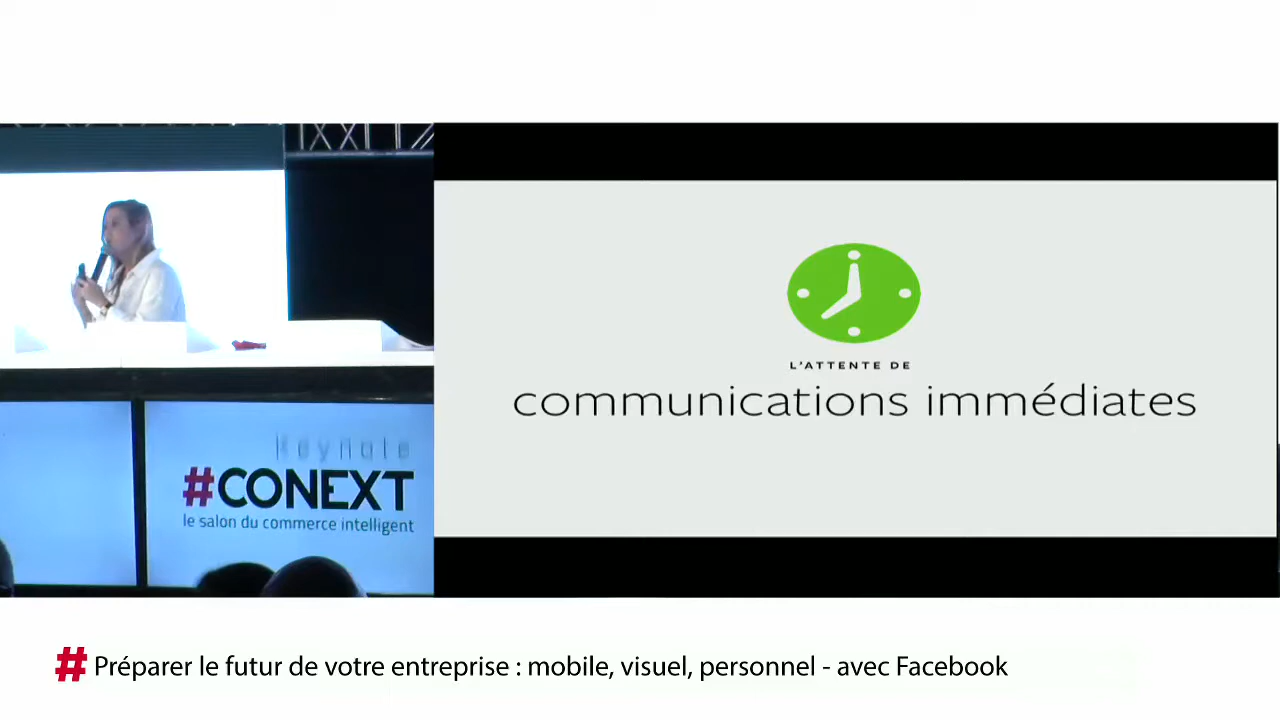 L'ATTENTE DE
communications immédiates
Keynote
#CONEXT
le salon du commerce intelligent
# Préparer le futur de votre entreprise : mobile, visuel, personnel - avec Facebook